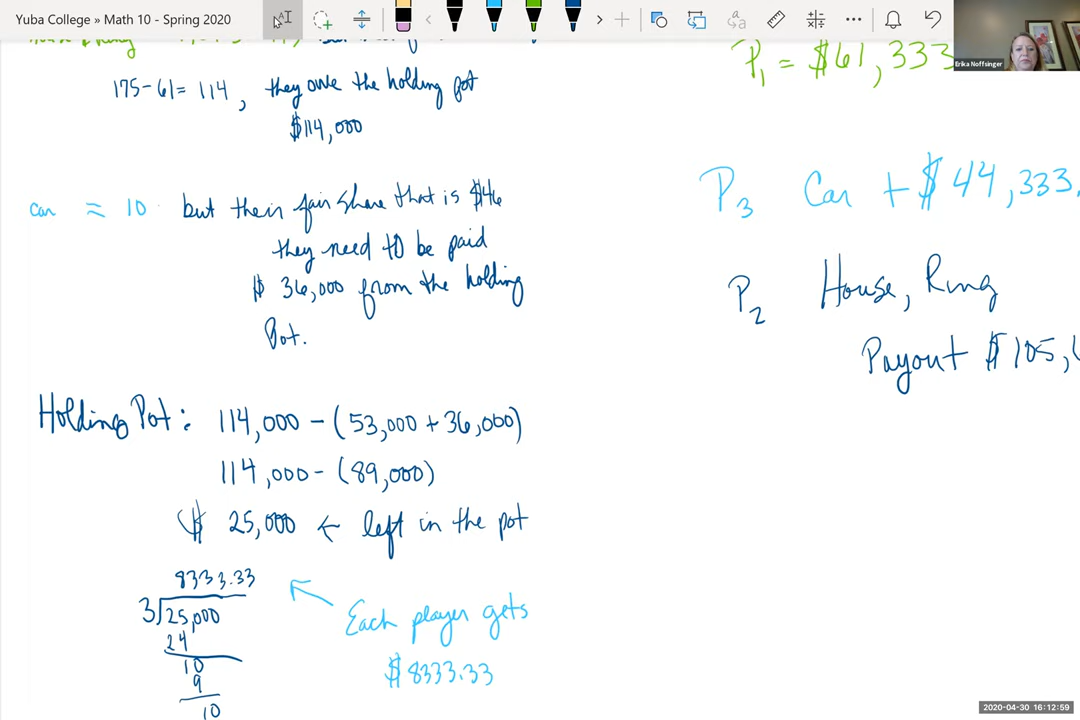 Yuba College » Math 10 - Spring 2020
Erika Noffsinger
175-61=114, they owe the holding pot
$114,000
car ≈ 10 but their fair share that is $46
they need to be paid
$ 36,000 from the holding
Pot.
Holding Pot: 114,000 - (53,000 + 36,000)
114,000 - (89,000)
$ 25,000 ← left in the pot
8333.33
3 25,000
24
10
9
10
Each player gets
$ 8333.33
P1 = $61,333
P3 Car + $44,333.
P2 House, Ring
Payout $105,
2020-04-30 16:12:59